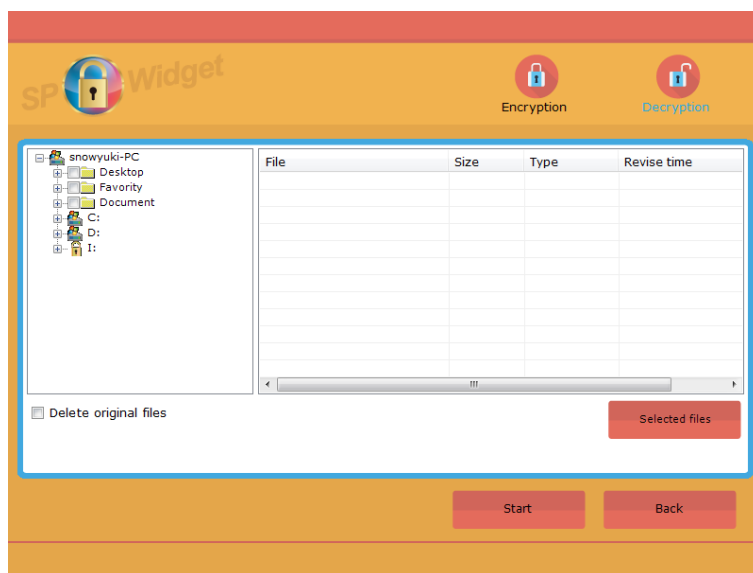 SP Widget
Encryption
Decryption
snowyuki-PC
Desktop
Favority
Document
C:
D:
I:
File Size Type Revise time
Delete original files
Selected files
Start Back